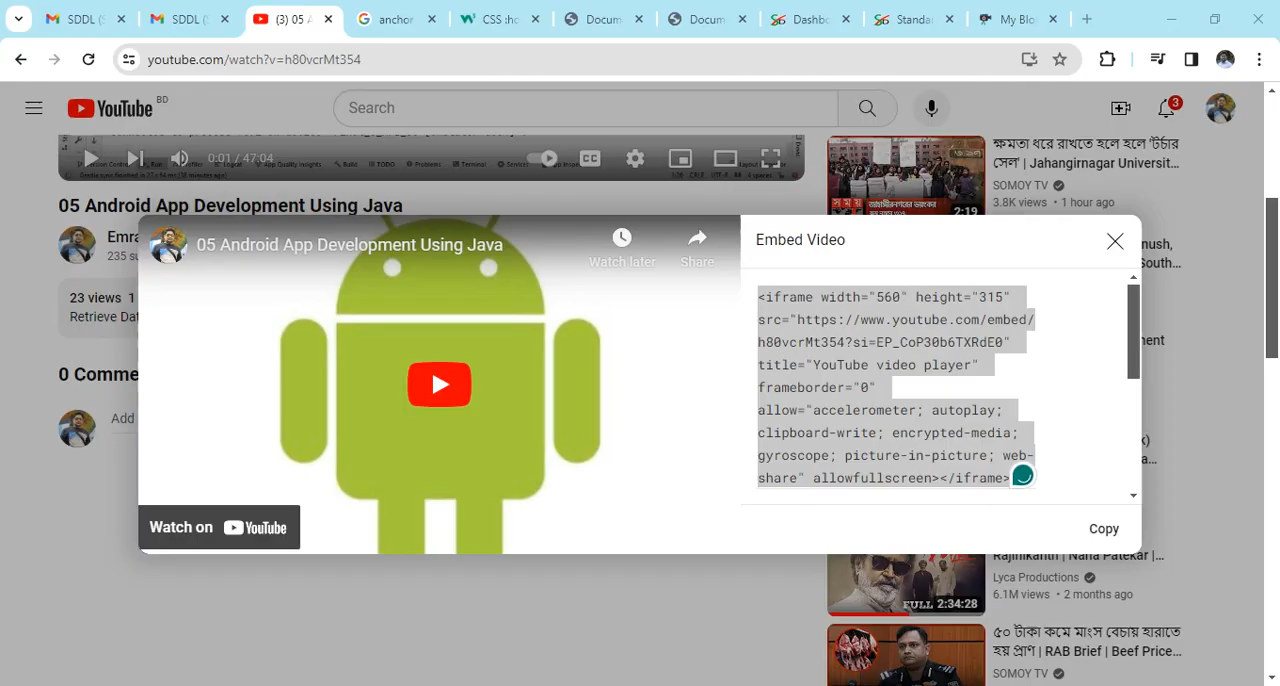 SDDL (
SDDL (
(3) 05 A
anchor
CSS :ho
Docum
Docum
Dashbo
Standa
My Blo
youtube.com/watch?v=h80vcrMt354
YouTube BD
Search
3
0:01 / 47:04
CC
05 Android App Development Using Java
Emra
235 su
23 views 1
Retrieve Dat
0 Comme
Add
05 Android App Development Using Java
Watch later
Share
Watch on YouTube
Embed Video
<iframe width="560" height="315"
src="https://www.youtube.com/embed/
h80vcrMt354?si=EP_CoP30b6TXRdE0"
title="YouTube video player"
frameborder="0"
allow="accelerometer; autoplay;
clipboard-write; encrypted-media;
gyroscope; picture-in-picture; web-
share" allowfullscreen></iframe>
Copy
ক্ষমতা ধরে রাখতে হলে হলে 'টর্চার
সেল' | Jahangirnagar Universit...
SOMOY TV
3.8K views • 1 hour ago
সময়
2:19
nush,
South...
ment
k)
a...
Rajinikanth | Nana Patekar |...
Lyca Productions
6.1M views • 2 months ago
FULL 2:34:28
৫০ টাকা কমে মাংস বেচায় হারাতে
হয় প্রাণ | RAB Brief | Beef Price...
SOMOY TV